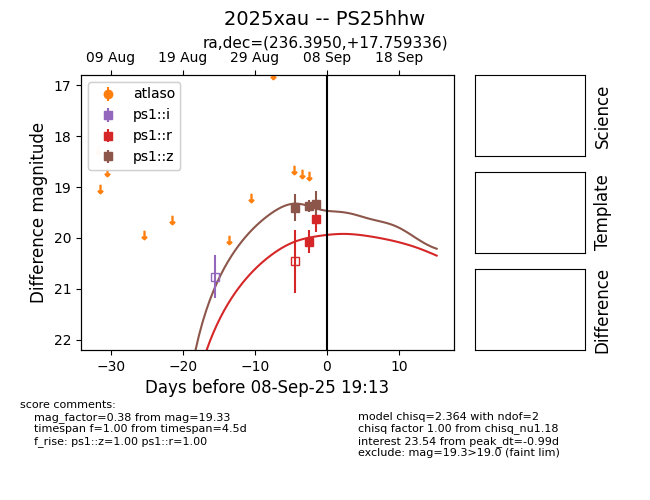 2025xau -- PS25hhw
ra,dec=(236.3950,+17.759336)
09 Aug 19 Aug 29 Aug 08 Sep 18 Sep
atlaso
ps1::i
ps1::r
ps1::z
17
18
19
20
21
22
Difference magnitude
−30 −20 −10 0 10
Days before 08-Sep-25 19:13
Science
Template
Difference
score comments:
mag_factor=0.38 from mag=19.33
timespan f=1.00 from timespan=4.5d
f_rise: ps1::z=1.00 ps1::r=1.00
model chisq=2.364 with ndof=2
chisq factor 1.00 from chisq_nu1.18
interest 23.54 from peak_dt=-0.99d
exclude: mag=19.3>19.0 (faint lim)